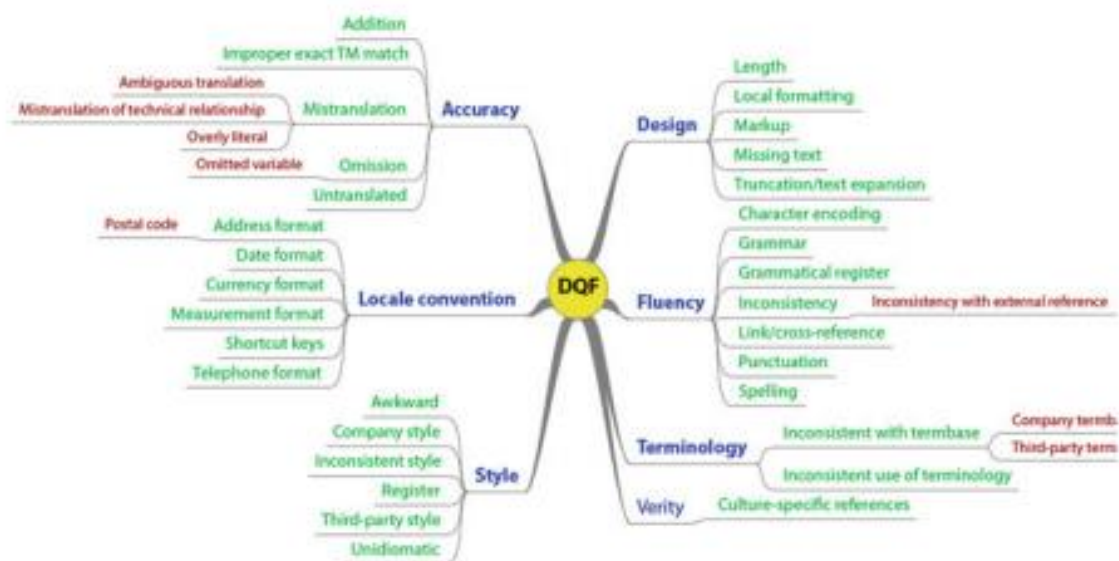 Addition
Improper exact TM match
Ambiguous translation
Mistranslation of technical relationship
Overly literal
Mistranslation
Omitted variable
Omission
Untranslated
Accuracy
Postal code
Address format
Date format
Currency format
Measurement format
Shortcut keys
Telephone format
Locale convention
Awkward
Company style
Inconsistent style
Register
Third-party style
Unidiomatic
Style
DQF
Design
Length
Local formatting
Markup
Missing text
Truncation/text expansion
Fluency
Character encoding
Grammar
Grammatical register
Inconsistency
Inconsistency with external reference
Link/cross-reference
Punctuation
Spelling
Terminology
Inconsistent with termbase
Company termb
Third-party term
Inconsistent use of terminology
Verity
Culture-specific references